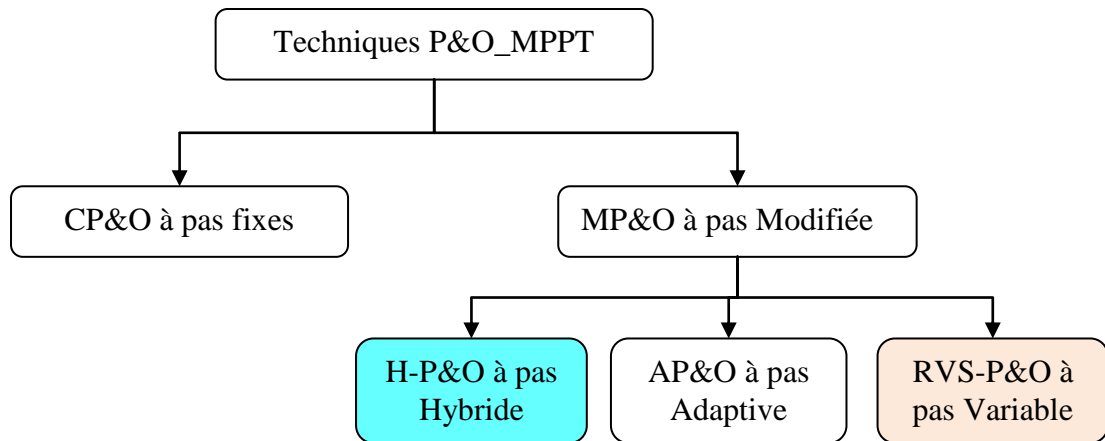 Techniques P&O_MPPT
CP&O à pas fixes
MP&O à pas Modifiée
H-P&O à pas
Hybride
AP&O à pas
Adaptive
RVS-P&O à
pas Variable